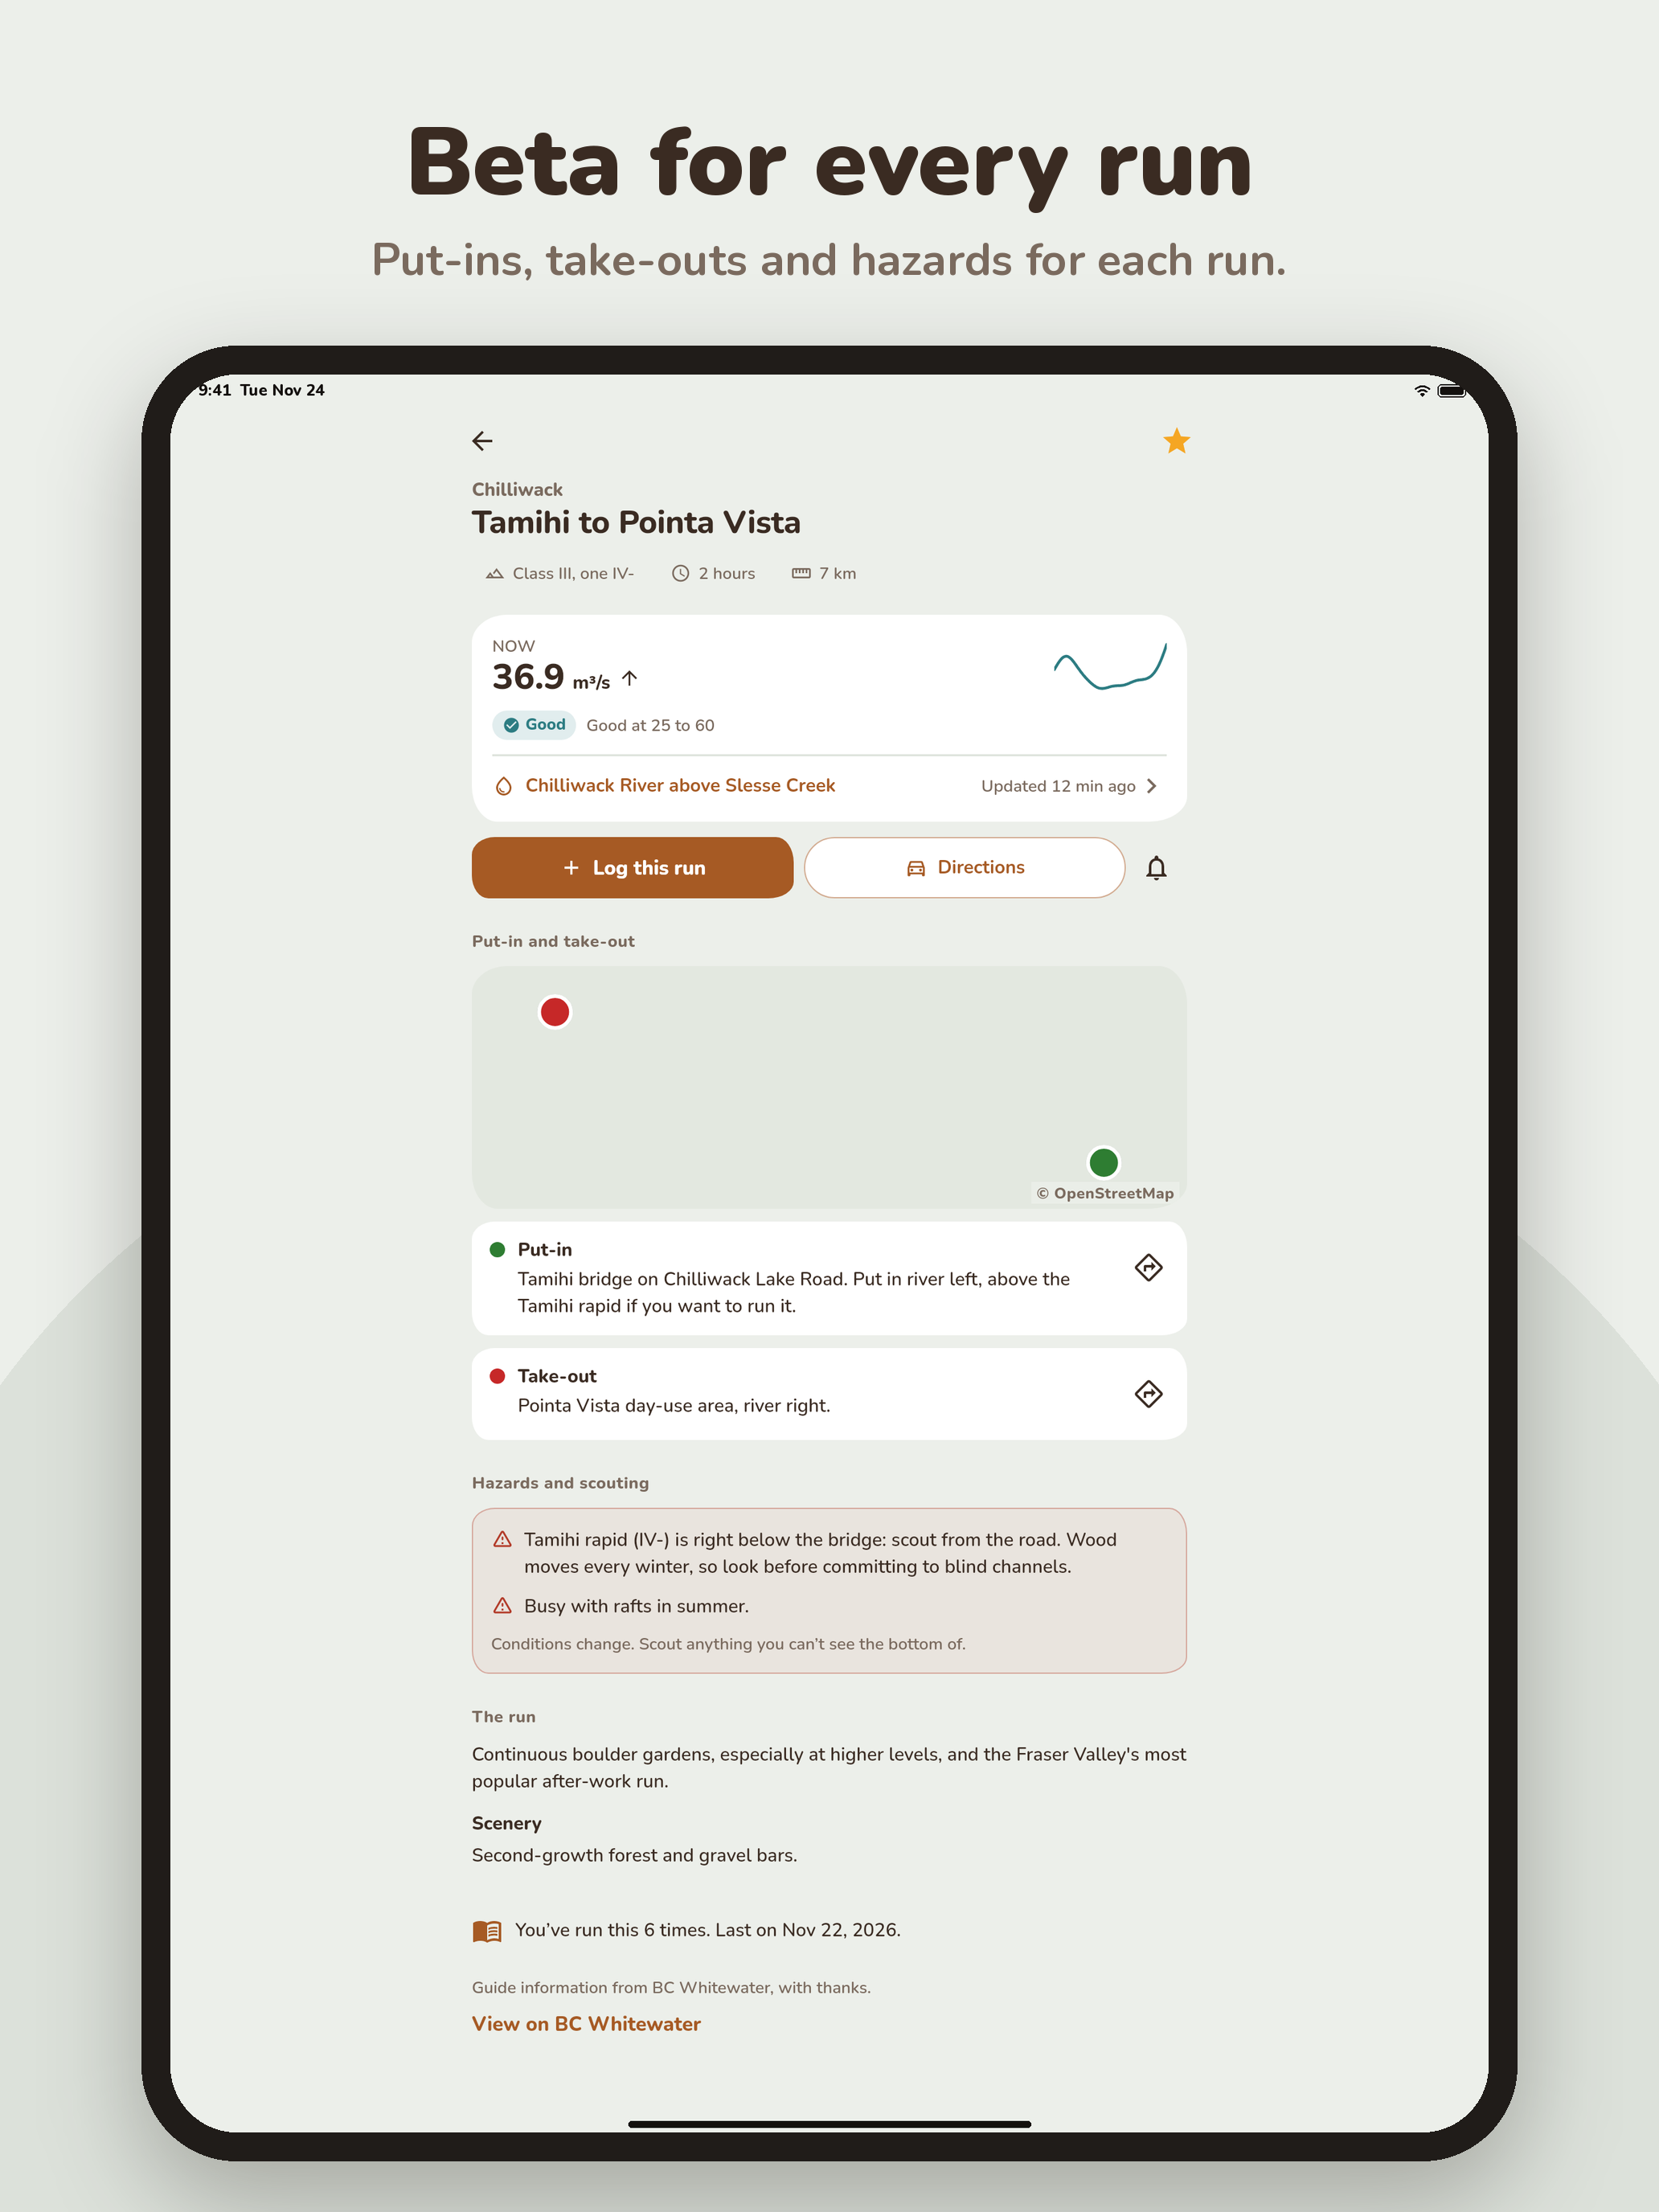 Beta for every run
Put-ins, take-outs and hazards for each run.
9:41 Tue Nov 24
Chilliwack
Tamihi to Pointa Vista
Class III, one IV-
2 hours
7 km
NOW
36.9 m³/s
Good
Good at 25 to 60
Chilliwack River above Slesse Creek
Updated 12 min ago
Log this run
Directions
Put-in and take-out
© OpenStreetMap
Put-in
Tamihi bridge on Chilliwack Lake Road. Put in river left, above the
Tamihi rapid if you want to run it.
Take-out
Pointa Vista day-use area, river right.
Hazards and scouting
Tamihi rapid (IV-) is right below the bridge: scout from the road. Wood
moves every winter, so look before committing to blind channels.
Busy with rafts in summer.
Conditions change. Scout anything you can’t see the bottom of.
The run
Continuous boulder gardens, especially at higher levels, and the Fraser Valley's most
popular after-work run.
Scenery
Second-growth forest and gravel bars.
You’ve run this 6 times. Last on Nov 22, 2026.
Guide information from BC Whitewater, with thanks.
View on BC Whitewater